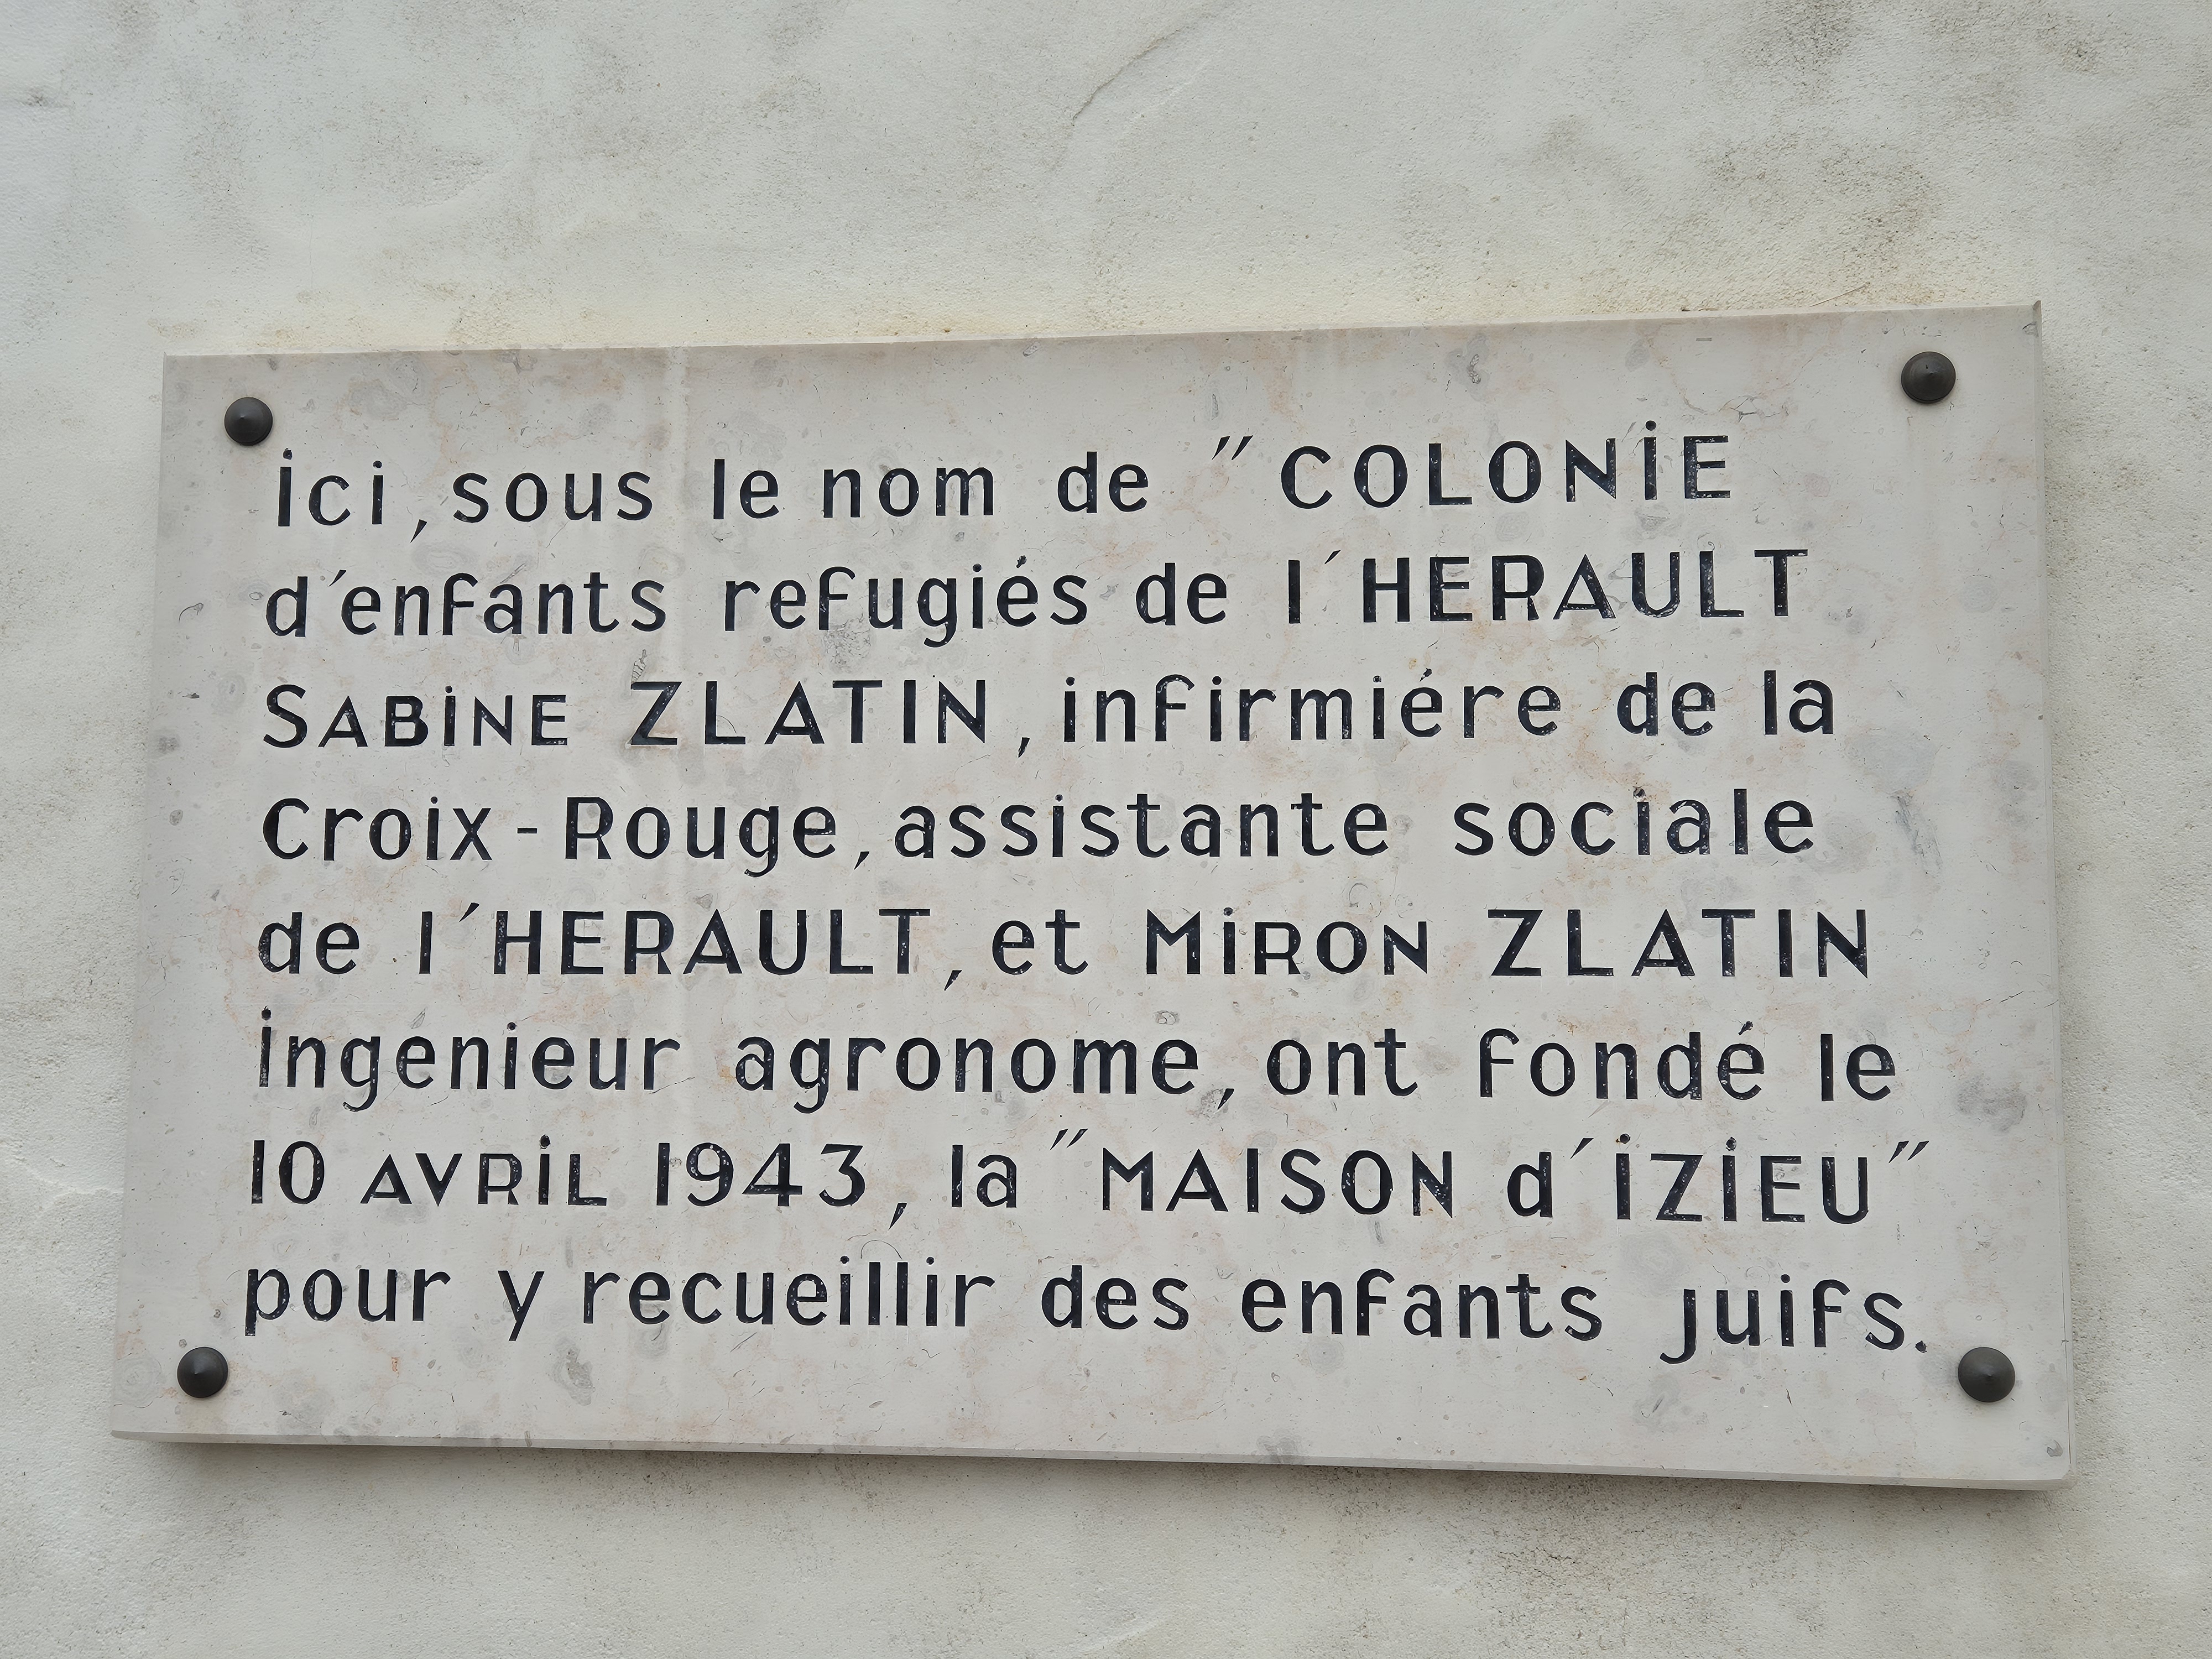 ici, sous le nom de "COLONIE
d'enfants refugiés de l'HERAULT
SABINE ZLATIN, infirmiére de la
Croix-Rouge, assistante sociale
de l'HERAULT, et MIRON ZLATIN
ingenieur agronome, ont fondé le
10 AVRIL 1943, la "MAISON d'IZIEU"
pour y recueillir des enfants juifs.